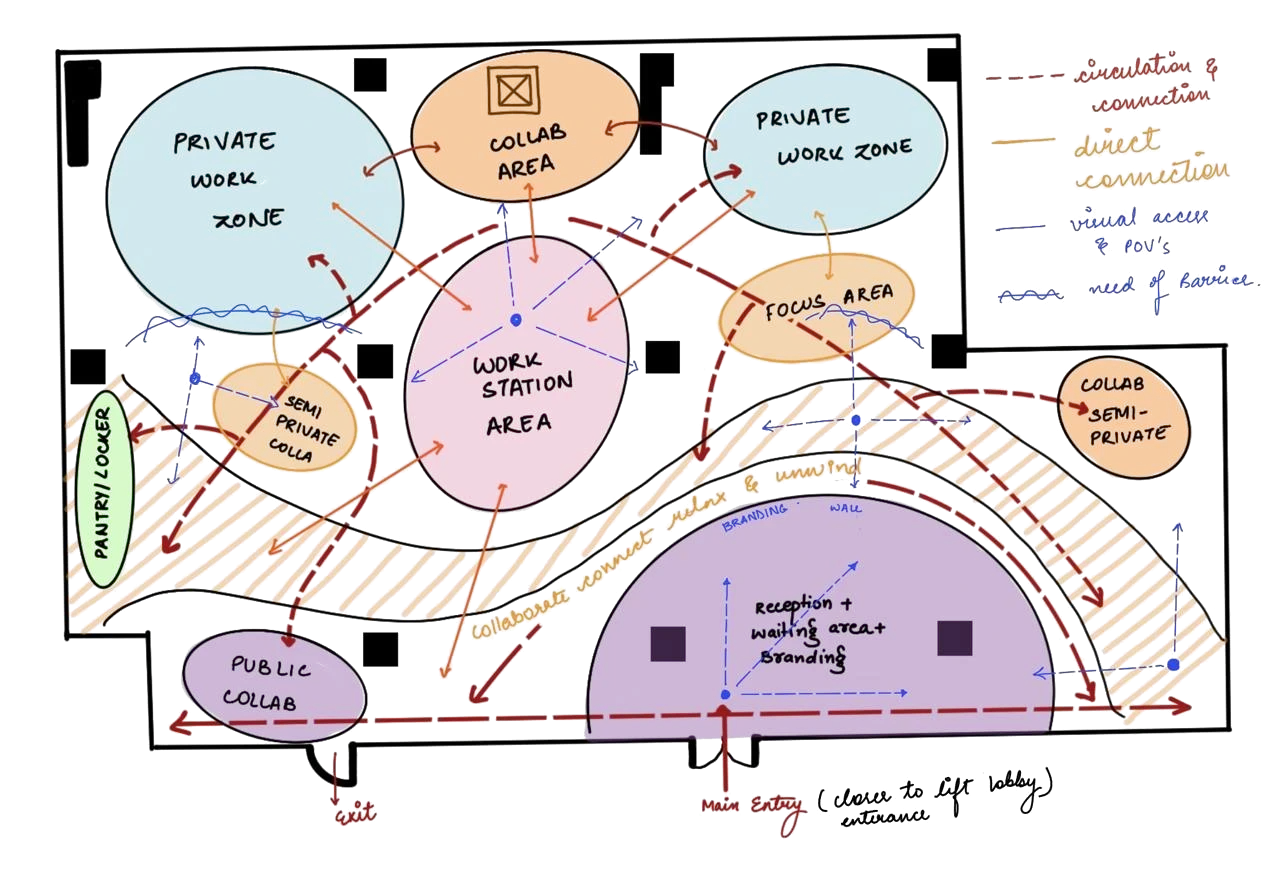 PRIVATE
WORK
ZONE
COLLAB
AREA
PRIVATE
WORK ZONE
circulation &
connection
direct
connection
visual access
& POV's
need of Barrier.
FOCUS AREA
WORK
STATION
AREA
SEMI
PRIVATE
COLLA
COLLAB
SEMI-
PRIVATE
PANTRY/LOCKER
Collaborate connect relax & unwind
BRANDING WALL
Reception +
waiting area+
Branding
PUBLIC
COLLAB
Exit
Main Entry (closer to lift lobby)
enterance